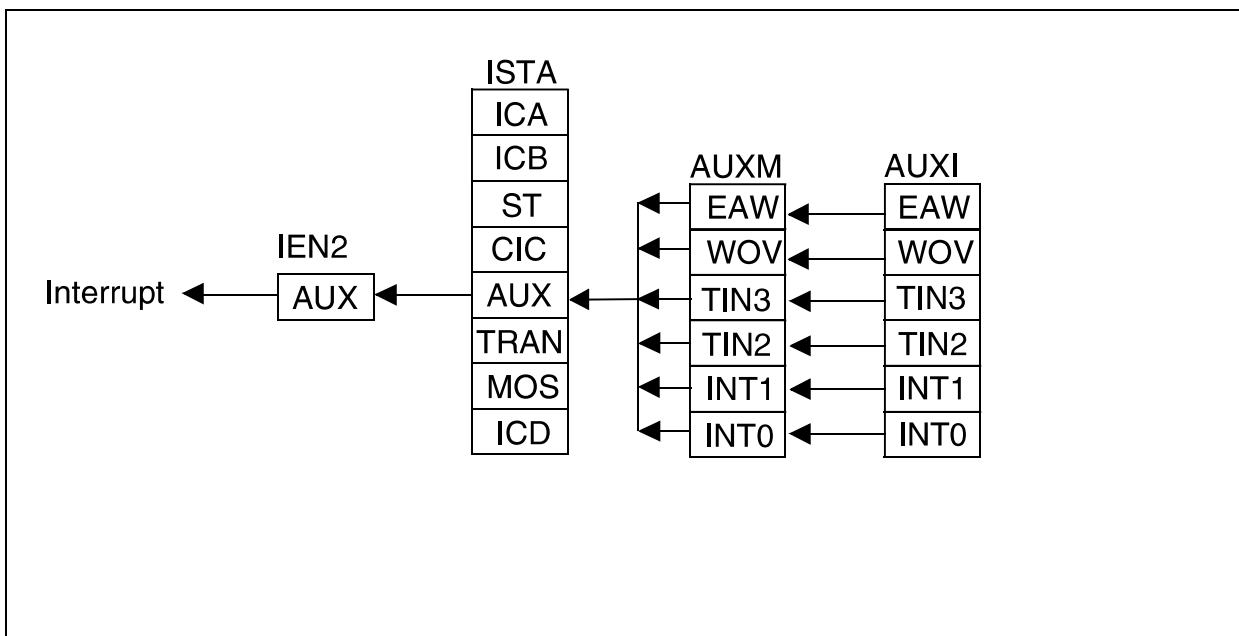 ISTA
ICA
ICB
ST
CIC
AUX
TRAN
MOS
ICD
IEN2
AUX
Interrupt
AUXM
EAW
WOV
TIN3
TIN2
INT1
INT0
AUXI
EAW
WOV
TIN3
TIN2
INT1
INT0